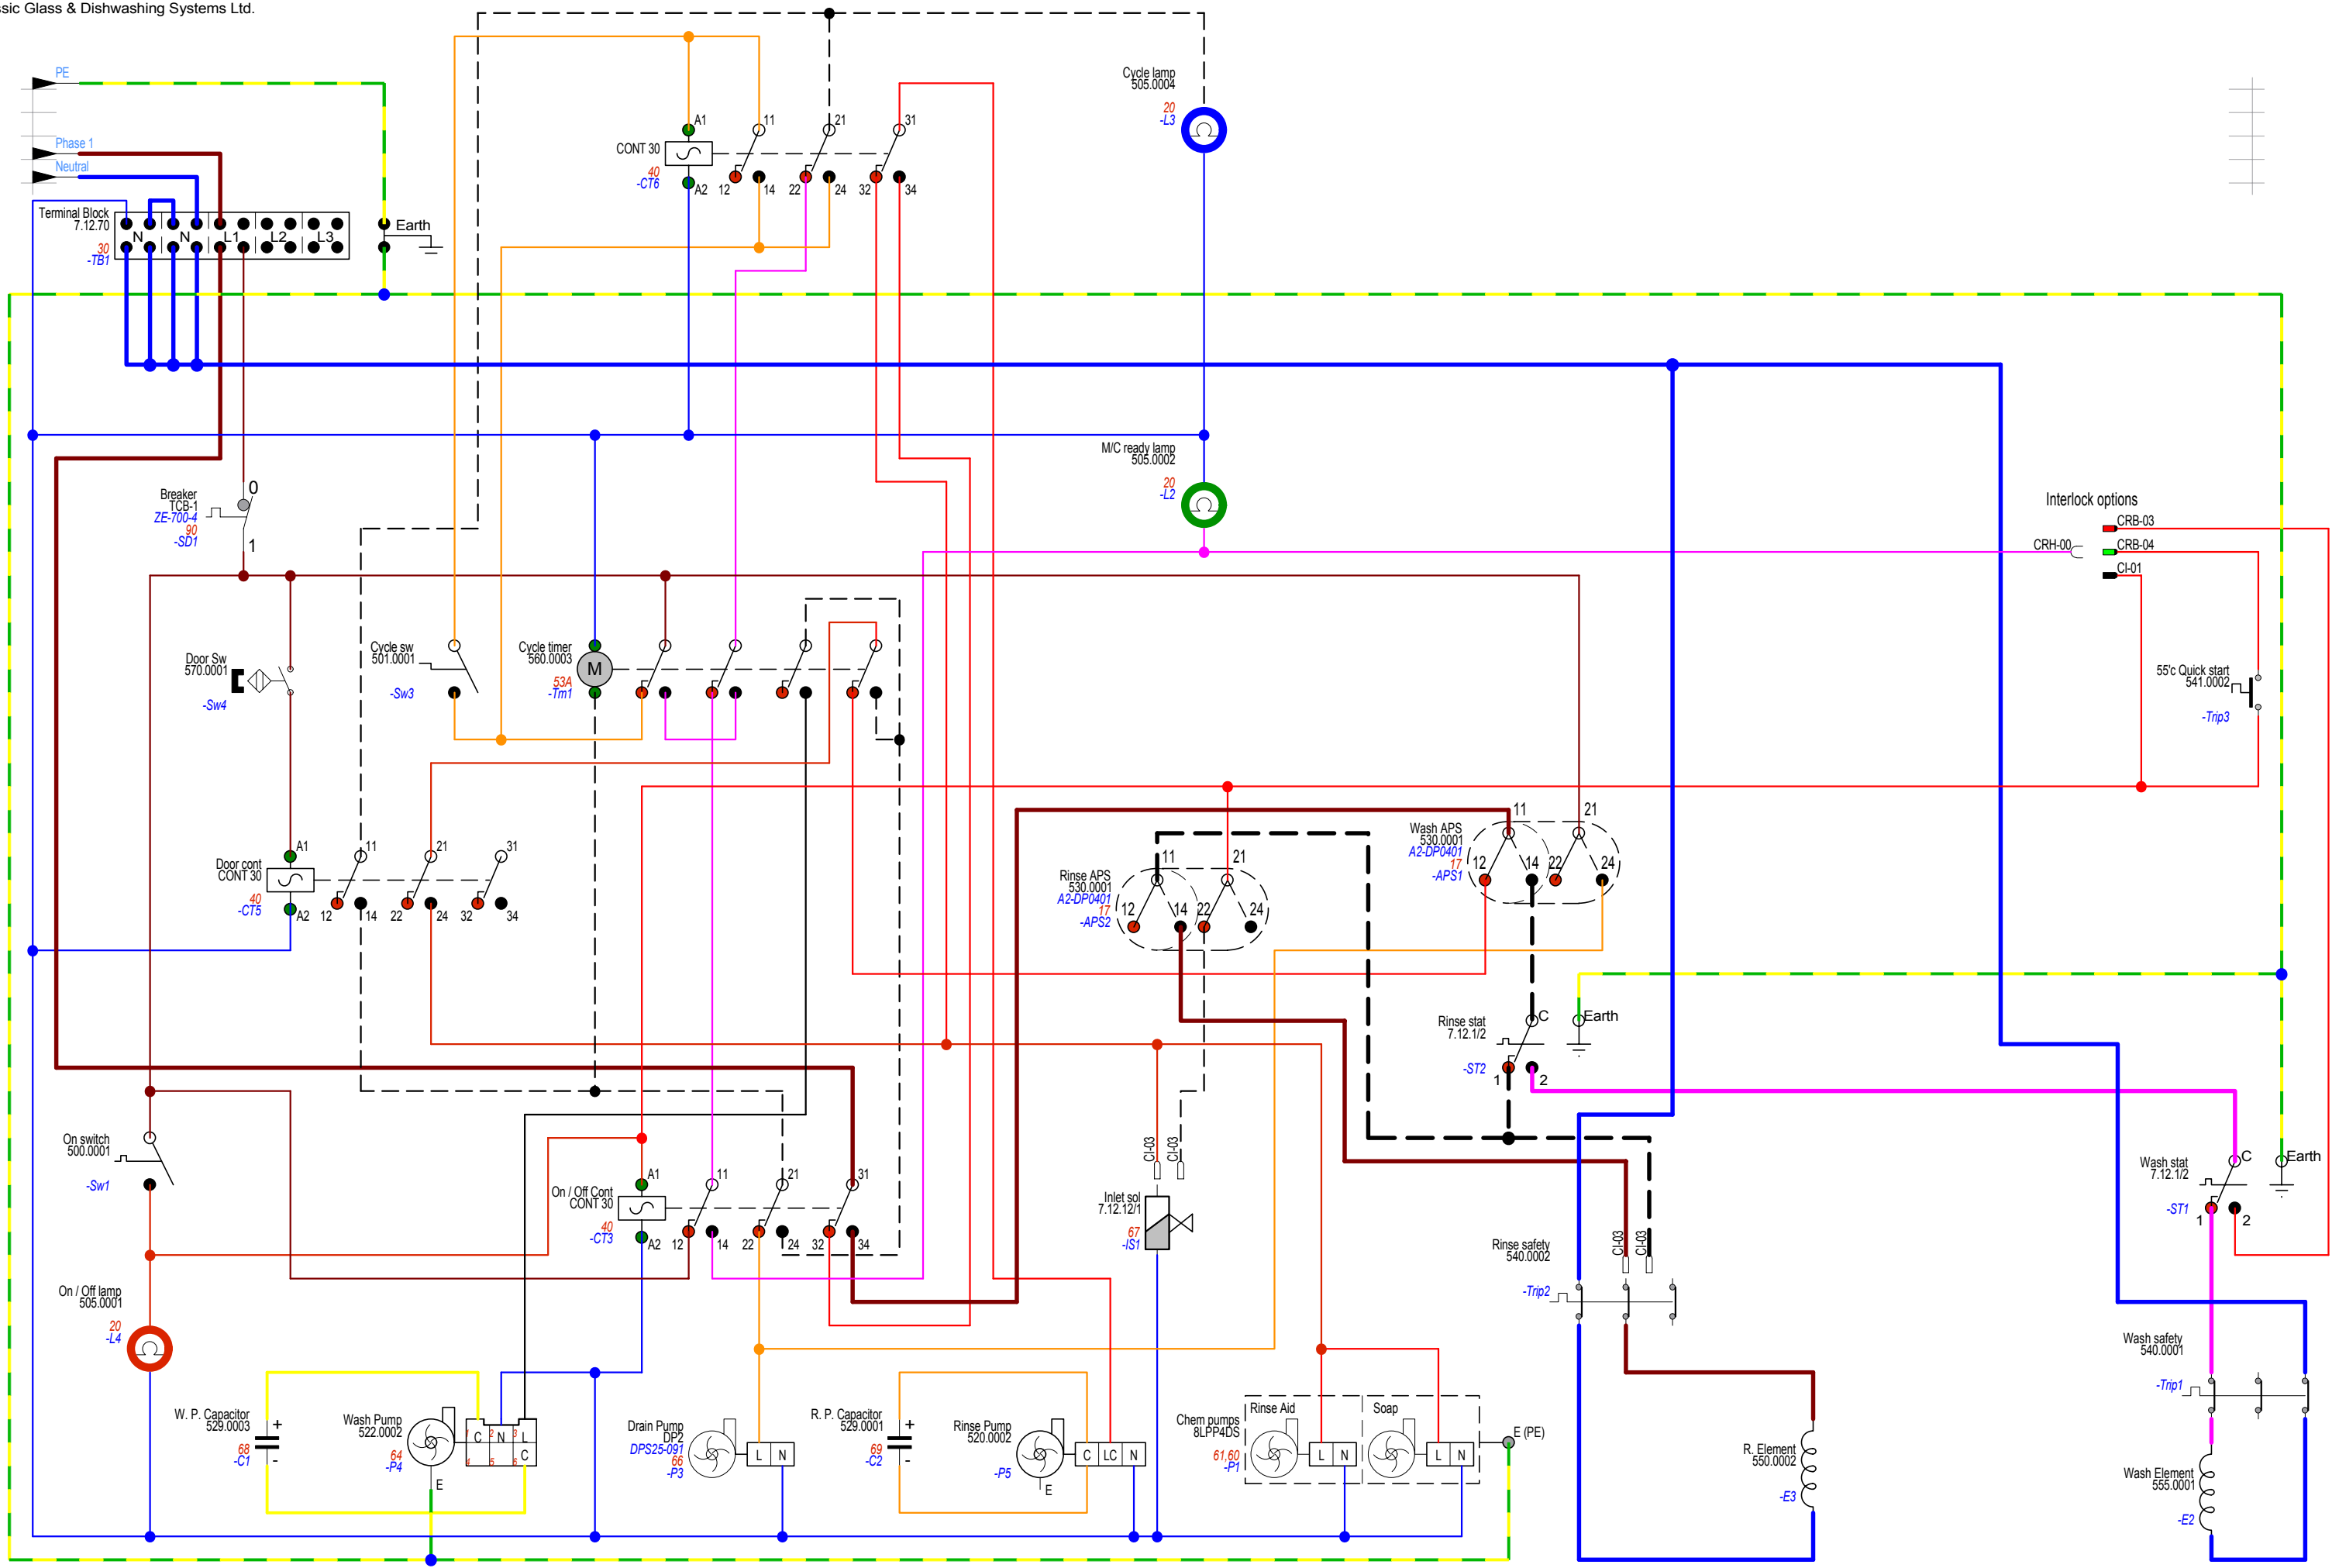 sic Glass & Dishwashing Systems Ltd.
PE
Phase 1
Neutral
Terminal Block
7.12.70
30
-TB1
N
N
L1
L2
L3
Earth
CONT 30
40
-CT6
A1
A2
11
12
14
21
22
24
31
32
34
Cycle lamp
505.0004
20
-L3
M/C ready lamp
505.0002
20
-L2
Interlock options
CRH-00
CRB-03
CRB-04
CI-01
Breaker
TCB-1
ZE-700-4
90
-SD1
0
1
Door Sw
570.0001
-Sw4
Cycle sw
501.0001
-Sw3
Cycle timer
560.0003
53A
-Tm1
M
55'c Quick start
541.0002
-Trip3
Door cont
CONT 30
40
-CT5
A1
A2
11
12
14
21
22
24
31
32
34
Rinse APS
530.0001
A2-DP0401
17
-APS2
11
12
14
21
22
24
Wash APS
530.0001
A2-DP0401
17
-APS1
11
12
14
21
22
24
Rinse stat
7.12.1/2
-ST2
C
1
2
Earth
On switch
500.0001
-Sw1
On / Off Cont
CONT 30
40
-CT3
A1
A2
11
12
14
21
22
24
31
32
34
CI-03
CI-03
Inlet sol
7.12.12/1
67
-IS1
Rinse safety
540.0002
-Trip2
CI-03
CI-03
Wash stat
7.12.1/2
-ST1
C
1
2
Earth
On / Off lamp
505.0001
20
-L4
Wash safety
540.0001
-Trip1
W. P. Capacitor
529.0003
68
-C1
+
-
Wash Pump
522.0002
64
-P4
E
1 C 2 N 3 L
4 5 6 C
Drain Pump
DP2
DPS25-091
66
-P3
L N
R. P. Capacitor
529.0001
69
-C2
+
-
Rinse Pump
520.0002
-P5
E
C LC N
Chem pumps
8LPP4DS
61,60
-P1
Rinse Aid
L N
Soap
L N
E (PE)
R. Element
550.0002
-E3
Wash Element
555.0001
-E2